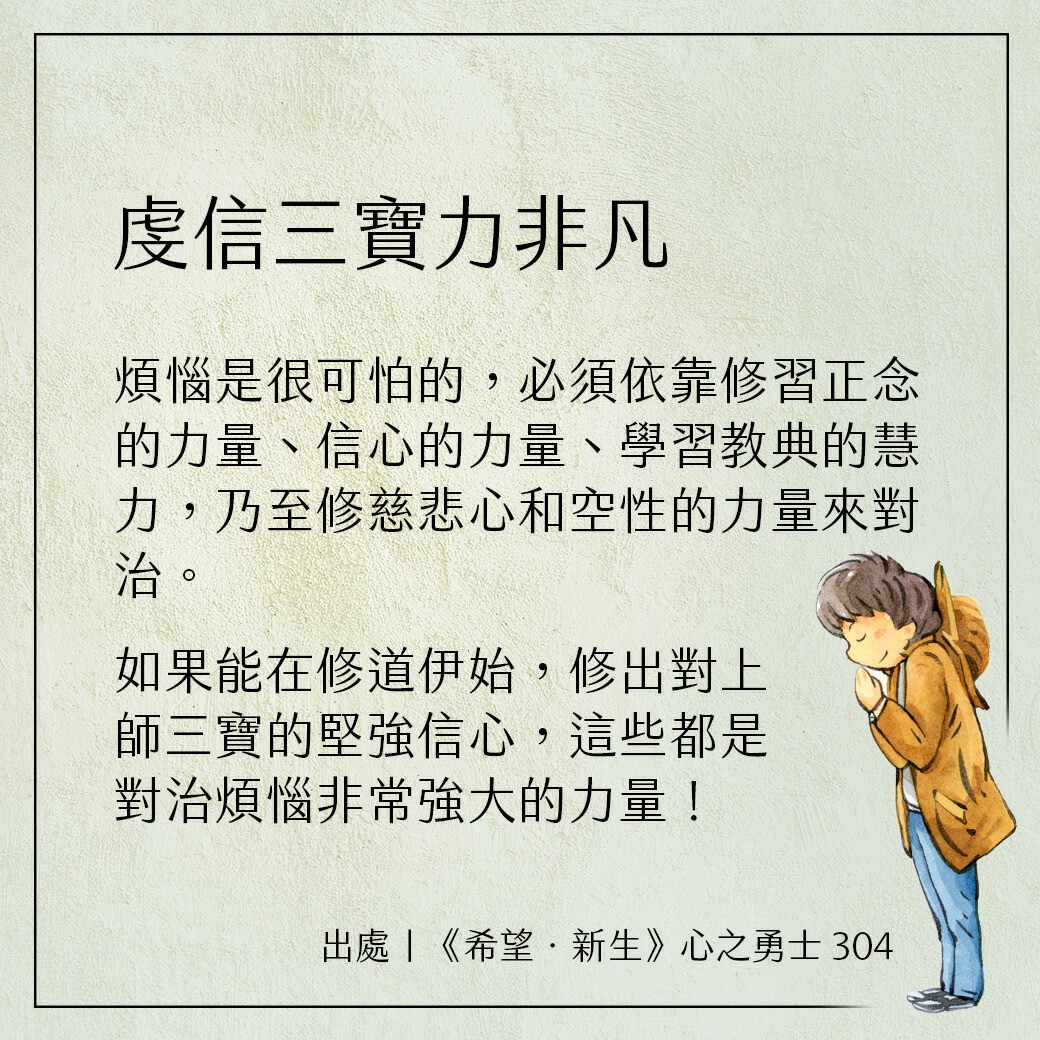 虔信三寶力非凡
煩惱是很可怕的，必須依靠修習正念
的力量、信心的力量、學習教典的慧
力，乃至修慈悲心和空性的力量來對
治。
如果能在修道伊始，修出對上
師三寶的堅強信心，這些都是
對治煩惱非常強大的力量！
出處｜《希望．新生》心之勇士 304